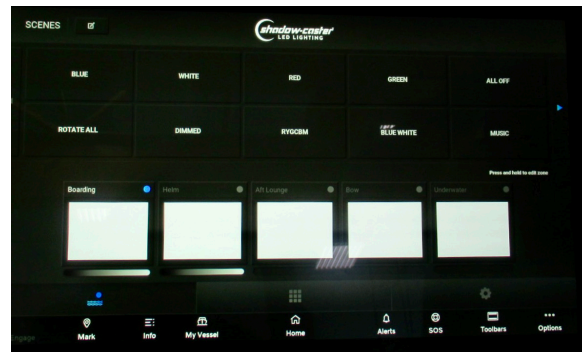 SCENES
shadow-caster
LED LIGHTING
BLUE
WHITE
RED
GREEN
ALL OFF
ROTATE ALL
DIMMED
RYGCBM
BLUE WHITE
MUSIC
Press and hold to edit zone
Boarding
Helm
Aft Lounge
Bow
Underwater
Engage
Mark
Info
My Vessel
Home
Alerts
SOS
Toolbars
Options